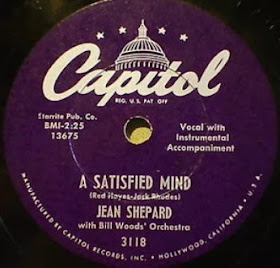 Capitol
REG. U.S. PAT. OFF.
Starrite Pub. Co.
BMI-2:25
13675
Vocal with
Instrumental
Accompaniment
A SATISFIED MIND
(Red Hayes-Jack Rhodes)
JEAN SHEPARD
with Bill Woods' Orchestra
3118
MANUFACTURED BY CAPITOL RECORDS, INC. • HOLLYWOOD, CALIFORNIA • U.S.A.